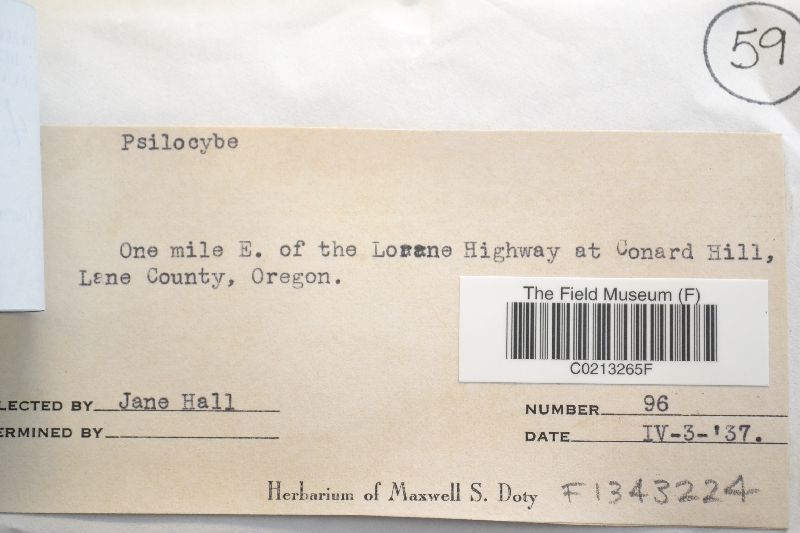 59
Psilocybe
One mile E. of the Lorane Highway at Conard Hill,
Lane County, Oregon.
The Field Museum (F)
C0213265F
LECTED BY Jane Hall
NUMBER 96
ERMINED BY
DATE IV-3-'37.
Herbarium of Maxwell S. Doty F1343224